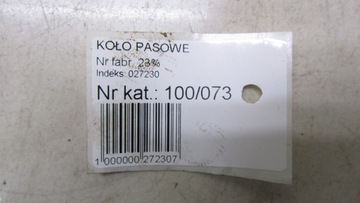 KOŁO PASOWE
Nr fabr. 23%
Indeks: 027230
Nr kat.: 100/073
1 000000 272307